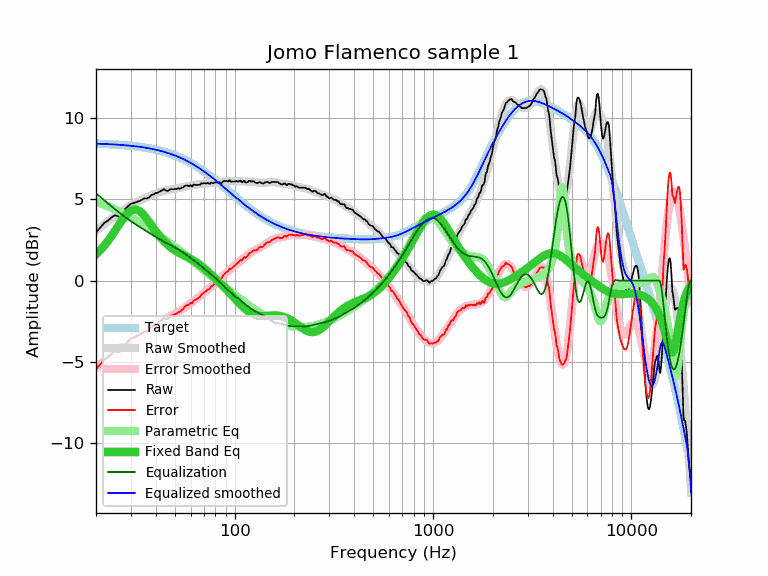 Jomo Flamenco sample 1
10
5
0
−5
−10
Amplitude (dBr)
Target
Raw Smoothed
Error Smoothed
Raw
Error
Parametric Eq
Fixed Band Eq
Equalization
Equalized smoothed
100
1000
10000
Frequency (Hz)